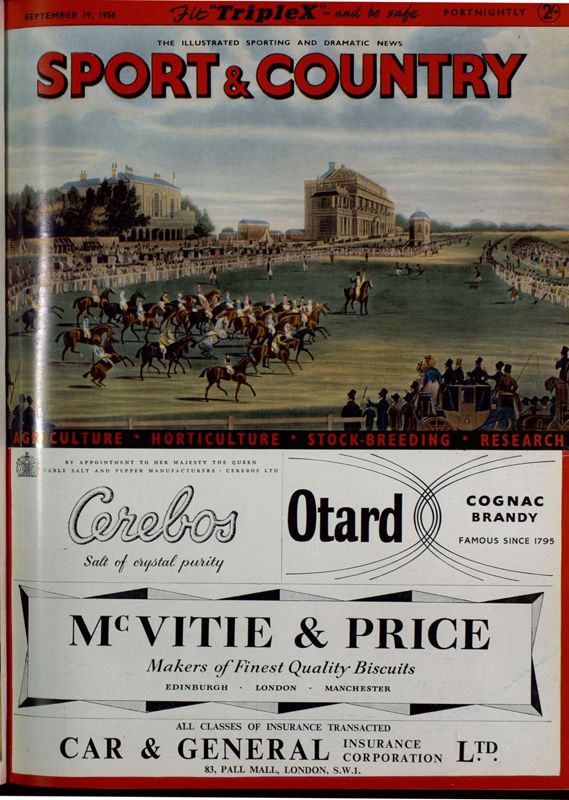 SEPTEMBER 19, 1956
Fit "TripleX" - and be safe
FORTNIGHTLY
2/-
THE ILLUSTRATED SPORTING AND DRAMATIC NEWS
SPORT & COUNTRY
AGRICULTURE • HORTICULTURE • STOCK-BREEDING • RESEARCH
BY APPOINTMENT TO HER MAJESTY THE QUEEN
TABLE SALT AND PEPPER MANUFACTURERS · CEREBOS LTD
Cerebos
Salt of crystal purity
Otard
COGNAC
BRANDY
FAMOUS SINCE 1795
McVITIE & PRICE
Makers of Finest Quality Biscuits
EDINBURGH · LONDON · MANCHESTER
ALL CLASSES OF INSURANCE TRANSACTED
CAR & GENERAL INSURANCE CORPORATION LTD.
83, PALL MALL, LONDON, S.W.1.